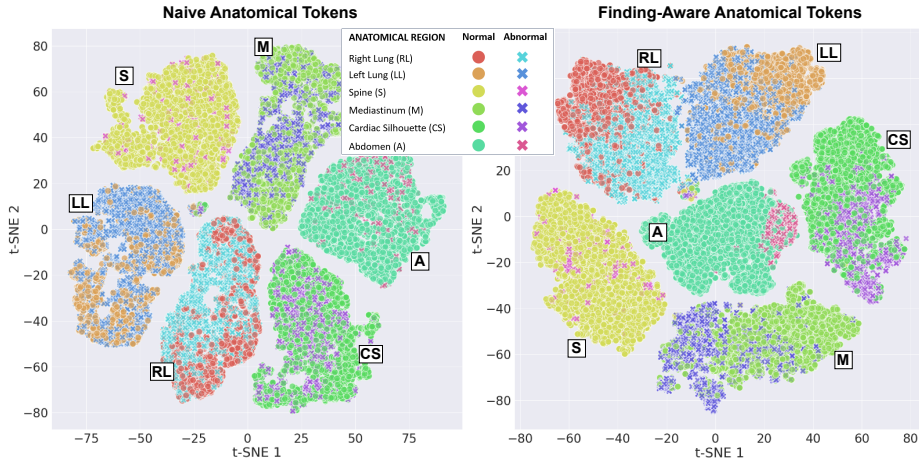 Naive Anatomical Tokens
Finding-Aware Anatomical Tokens
ANATOMICAL REGION Normal Abnormal
Right Lung (RL)
Left Lung (LL)
Spine (S)
Mediastinum (M)
Cardiac Silhouette (CS)
Abdomen (A)
t-SNE 2
80
60
40
20
0
−20
−40
−60
−80
S
M
LL
A
RL
CS
−75 −50 −25 0 25 50 75
t-SNE 1
t-SNE 2
20
0
−20
−40
−60
−80
RL
LL
CS
A
S
M
−80 −60 −40 −20 0 20 40 60 80
t-SNE 1